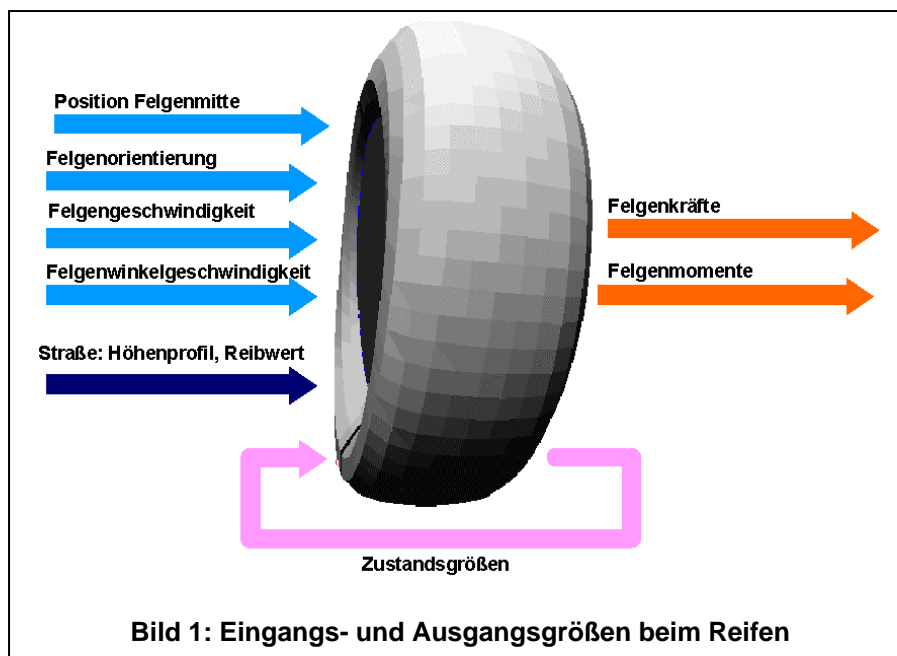 Position Felgenmitte
Felgenorientierung
Felgengeschwindigkeit
Felgenwinkelgeschwindigkeit
Straße: Höhenprofil, Reibwert
Felgenkräfte
Felgenmomente
Zustandsgrößen
Bild 1: Eingangs- und Ausgangsgrößen beim Reifen